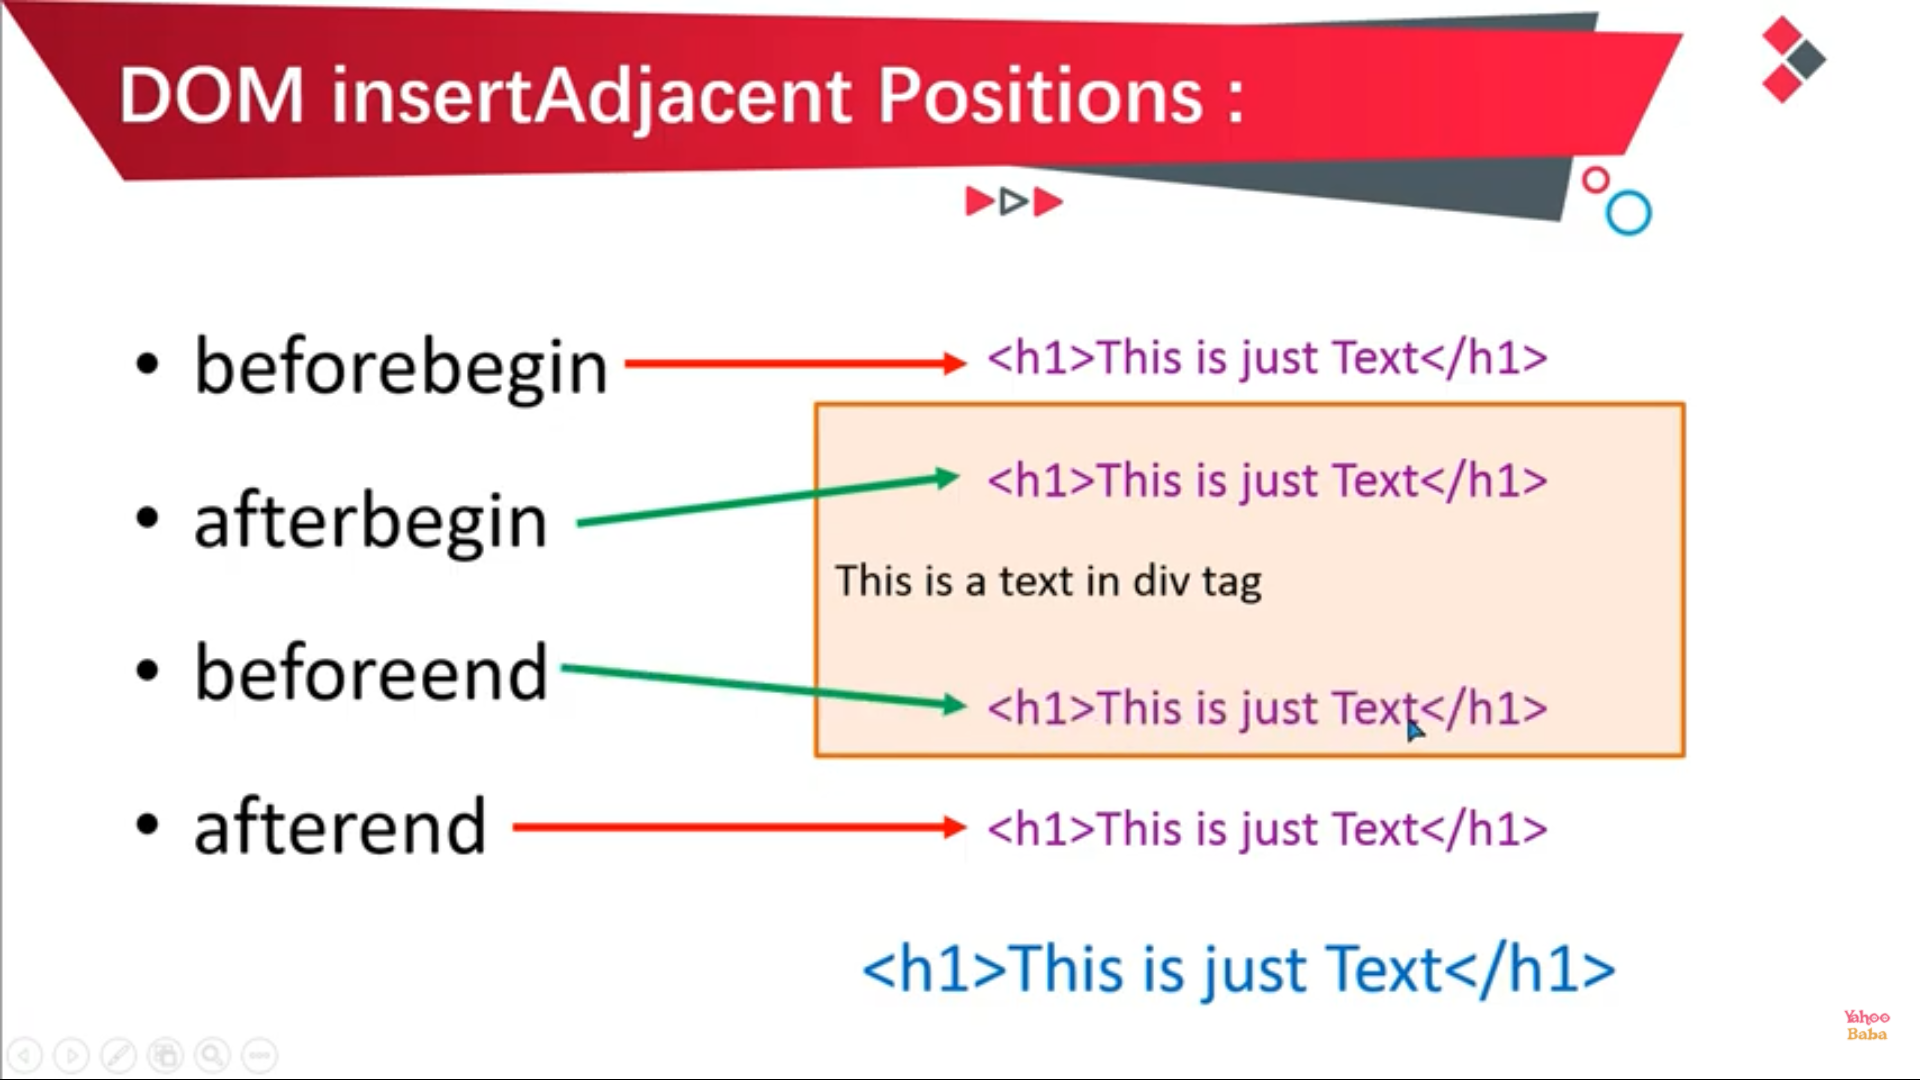 DOM insertAdjacent Positions :
• beforebegin
<h1>This is just Text</h1>
• afterbegin
<h1>This is just Text</h1>
This is a text in div tag
• beforeend
<h1>This is just Text</h1>
• afterend
<h1>This is just Text</h1>
<h1>This is just Text</h1>
Yahoo
Baba